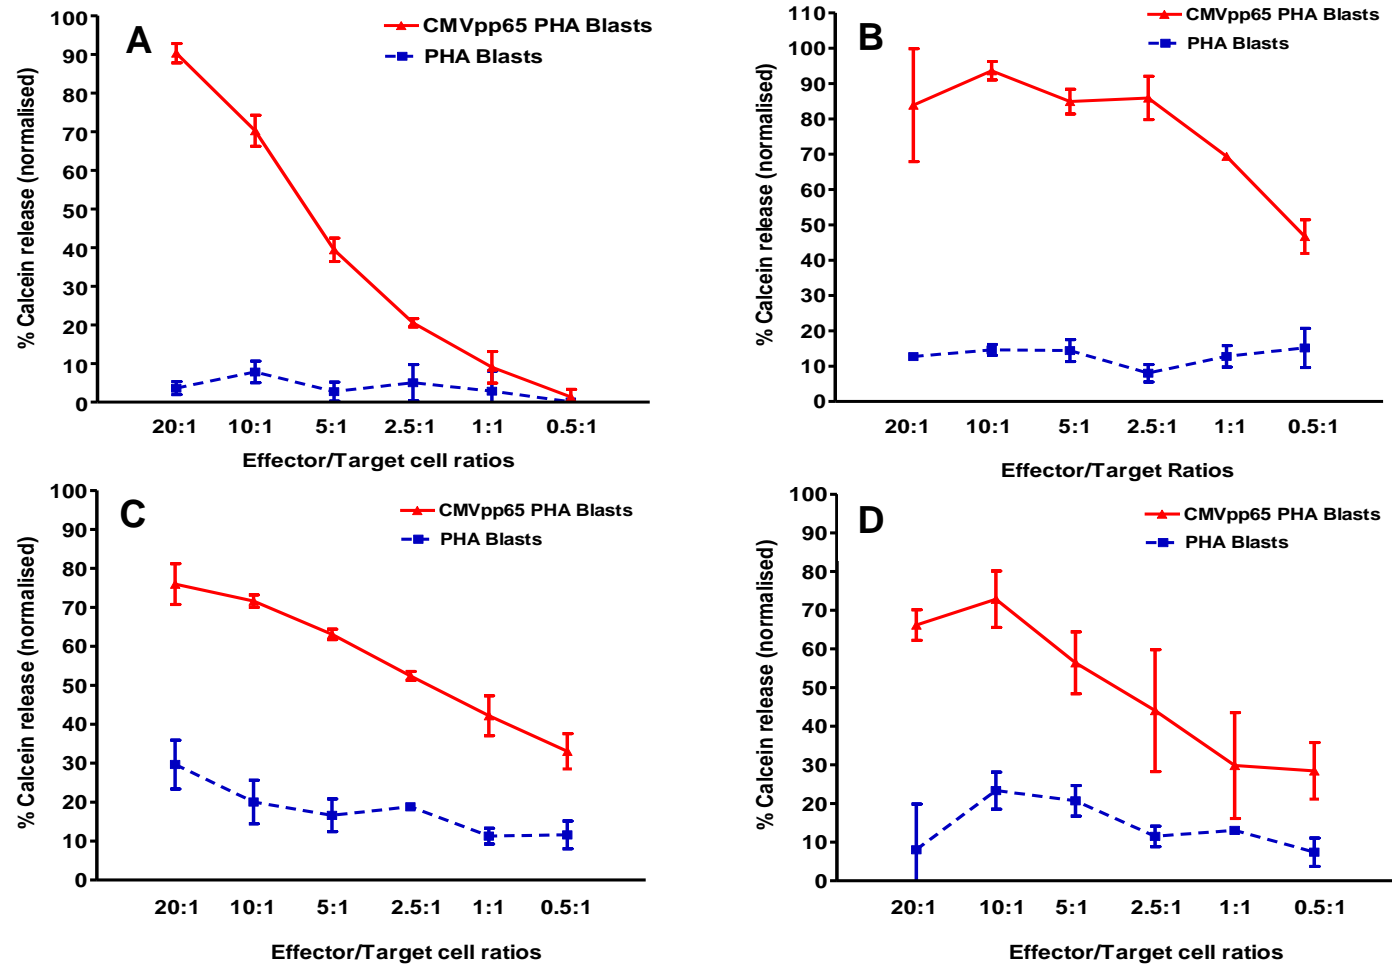 A
CMVpp65 PHA Blasts
PHA Blasts
% Calcein release (normalised)
100
90
80
70
60
50
40
30
20
10
0
20:1 10:1 5:1 2.5:1 1:1 0.5:1
Effector/Target cell ratios
B
CMVpp65 PHA Blasts
PHA Blasts
% Calcein release (normalised)
110
100
90
80
70
60
50
40
30
20
10
0
20:1 10:1 5:1 2.5:1 1:1 0.5:1
Effector/Target Ratios
C
CMVpp65 PHA Blasts
PHA Blasts
% Calcein release (normalised)
100
90
80
70
60
50
40
30
20
10
0
20:1 10:1 5:1 2.5:1 1:1 0.5:1
Effector/Target cell ratios
D
CMVpp65 PHA Blasts
PHA Blasts
% Calcein release (normalised)
100
90
80
70
60
50
40
30
20
10
0
20:1 10:1 5:1 2.5:1 1:1 0.5:1
Effector/Target cell ratios